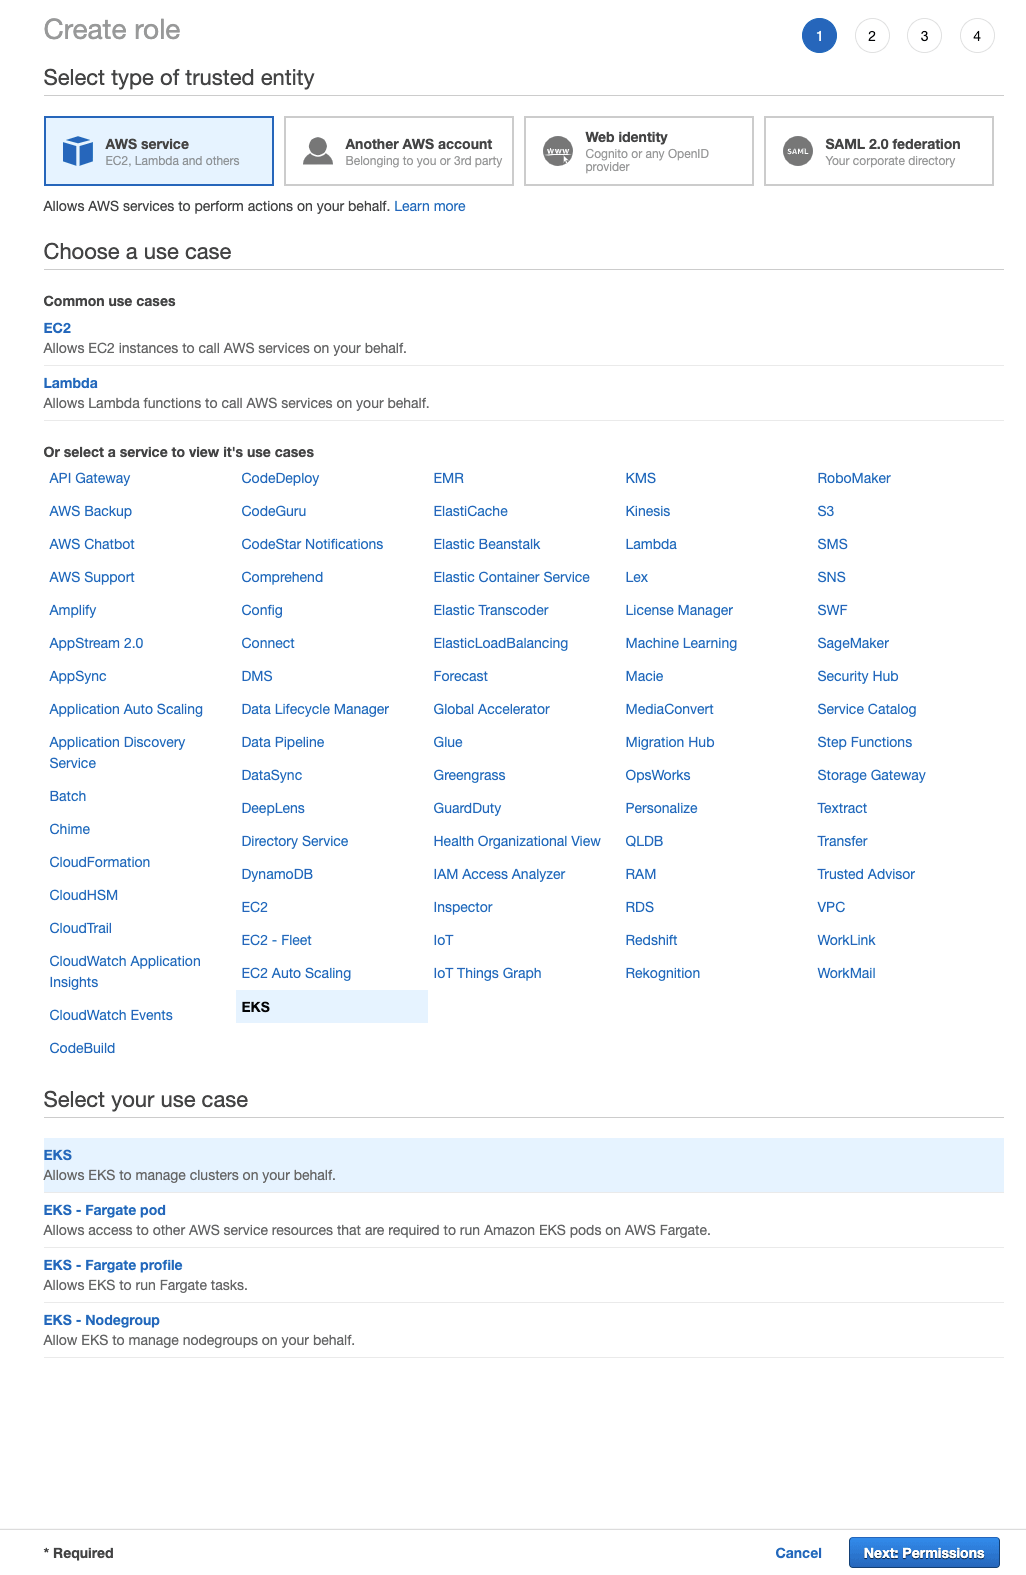 Create role
1 2 3 4
Select type of trusted entity
AWS service
EC2, Lambda and others
Another AWS account
Belonging to you or 3rd party
www
Web identity
Cognito or any OpenID
provider
SAML
SAML 2.0 federation
Your corporate directory
Allows AWS services to perform actions on your behalf. Learn more
Choose a use case
Common use cases
EC2
Allows EC2 instances to call AWS services on your behalf.
Lambda
Allows Lambda functions to call AWS services on your behalf.
Or select a service to view it's use cases
API Gateway
AWS Backup
AWS Chatbot
AWS Support
Amplify
AppStream 2.0
AppSync
Application Auto Scaling
Application Discovery
Service
Batch
Chime
CloudFormation
CloudHSM
CloudTrail
CloudWatch Application
Insights
CloudWatch Events
CodeBuild
CodeDeploy
CodeGuru
CodeStar Notifications
Comprehend
Config
Connect
DMS
Data Lifecycle Manager
Data Pipeline
DataSync
DeepLens
Directory Service
DynamoDB
EC2
EC2 - Fleet
EC2 Auto Scaling
EKS
EMR
ElastiCache
Elastic Beanstalk
Elastic Container Service
Elastic Transcoder
ElasticLoadBalancing
Forecast
Global Accelerator
Glue
Greengrass
GuardDuty
Health Organizational View
IAM Access Analyzer
Inspector
IoT
IoT Things Graph
KMS
Kinesis
Lambda
Lex
License Manager
Machine Learning
Macie
MediaConvert
Migration Hub
OpsWorks
Personalize
QLDB
RAM
RDS
Redshift
Rekognition
RoboMaker
S3
SMS
SNS
SWF
SageMaker
Security Hub
Service Catalog
Step Functions
Storage Gateway
Textract
Transfer
Trusted Advisor
VPC
WorkLink
WorkMail
Select your use case
EKS
Allows EKS to manage clusters on your behalf.
EKS - Fargate pod
Allows access to other AWS service resources that are required to run Amazon EKS pods on AWS Fargate.
EKS - Fargate profile
Allows EKS to run Fargate tasks.
EKS - Nodegroup
Allow EKS to manage nodegroups on your behalf.
* Required
Cancel
Next: Permissions